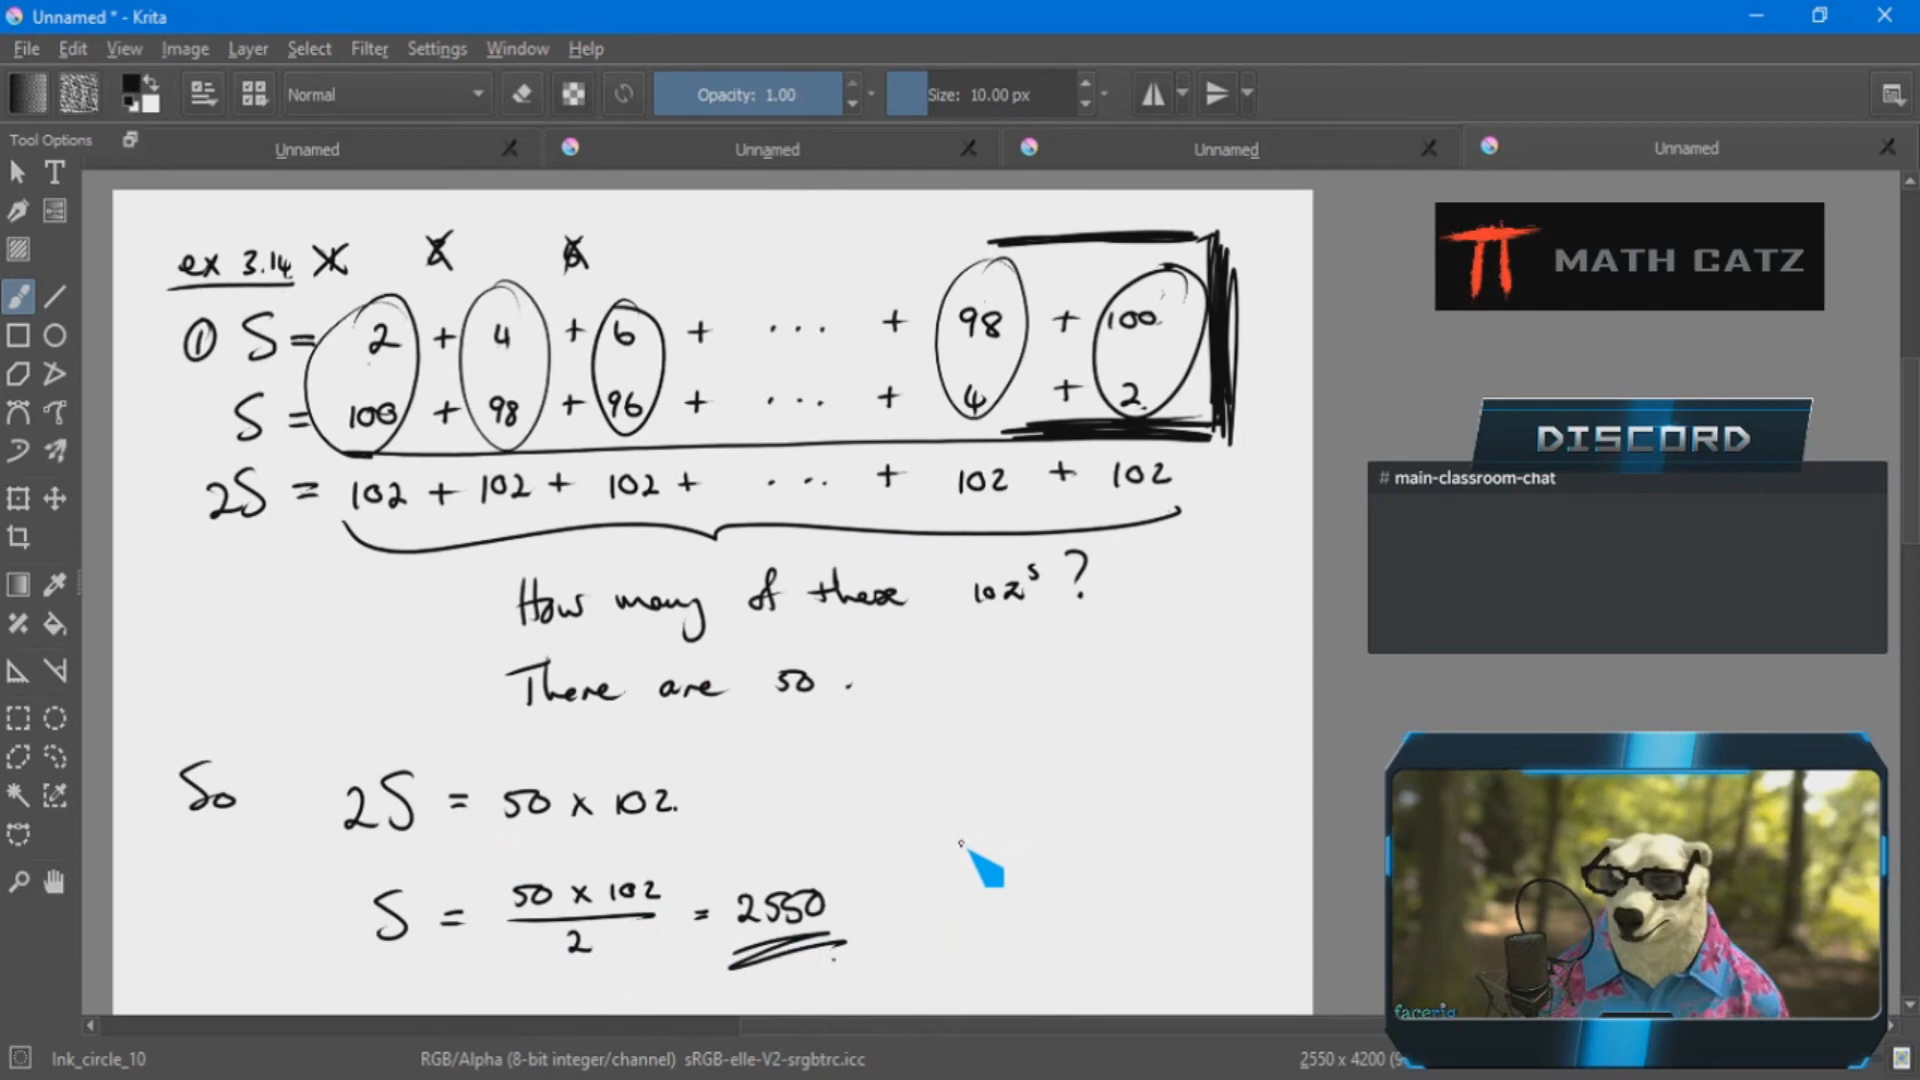 Unnamed * - Krita
File Edit View Image Layer Select Filter Settings Window Help
Normal Opacity: 1.00 Size: 10.00 px
Tool Options
Unnamed Unnamed Unnamed Unnamed
ex 3.14
① S = 2 + 4 + 6 + ... + 98 + 100
S = 100 + 98 + 96 + ... + 4 + 2
2S = 102 + 102 + 102 + ... + 102 + 102
How many of these 102s?
There are 50.
So 2S = 50 x 102.
S = 50 x 102 / 2 = 2550
MATH CATZ
DISCORD
# main-classroom-chat
facerig
Ink_circle_10 RGB/Alpha (8-bit integer/channel) sRGB-elle-V2-srgbtrc.icc 2550 x 4200